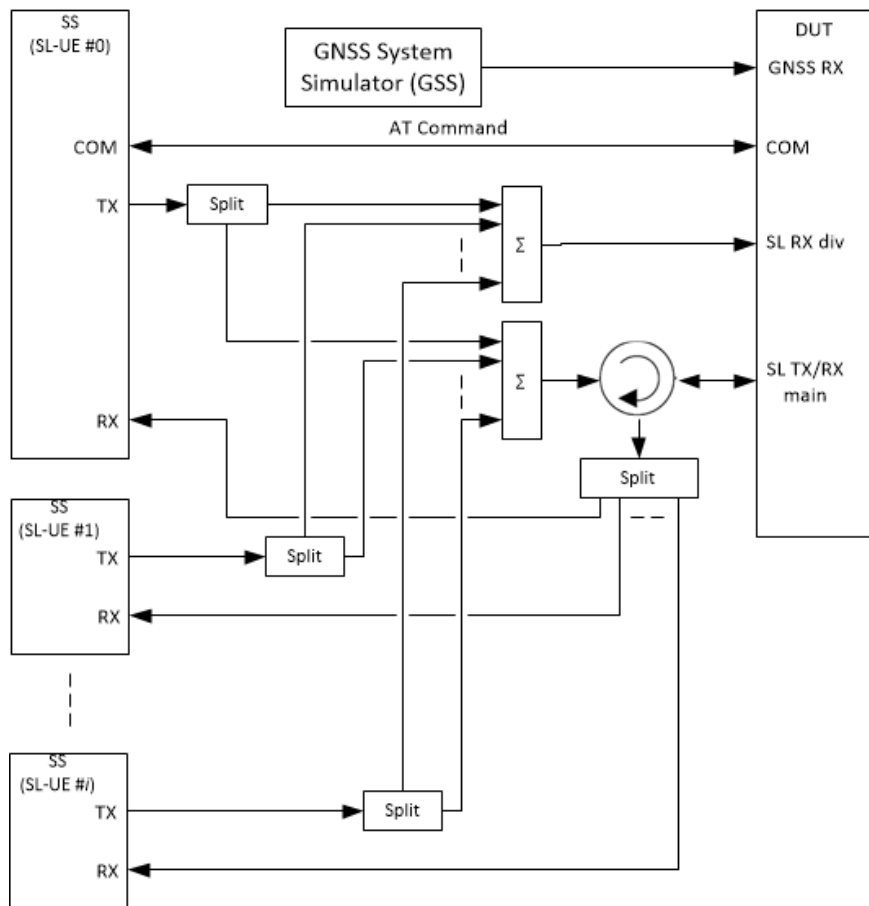 SS
(SL-UE #0)
COM
TX
RX
GNSS System
Simulator (GSS)
AT Command
DUT
GNSS RX
COM
SL RX div
SL TX/RX
main
Split
Σ
Σ
Split
SS
(SL-UE #1)
TX
RX
Split
SS
(SL-UE #i)
TX
RX
Split